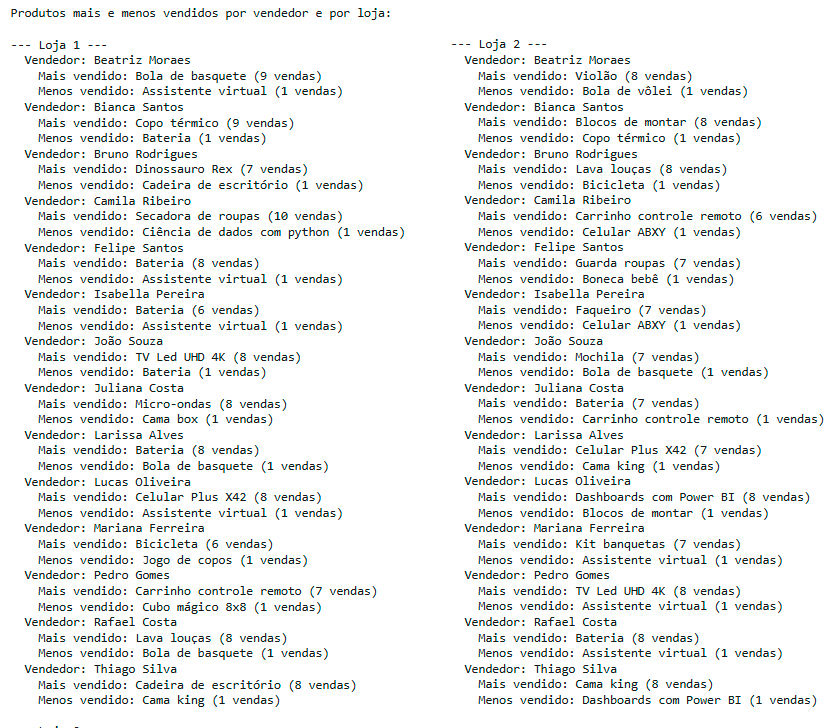 Produtos mais e menos vendidos por vendedor e por loja:
--- Loja 1 ---
Vendedor: Beatriz Moraes
Mais vendido: Bola de basquete (9 vendas)
Menos vendido: Assistente virtual (1 vendas)
Vendedor: Bianca Santos
Mais vendido: Copo térmico (9 vendas)
Menos vendido: Bateria (1 vendas)
Vendedor: Bruno Rodrigues
Mais vendido: Dinossauro Rex (7 vendas)
Menos vendido: Cadeira de escritório (1 vendas)
Vendedor: Camila Ribeiro
Mais vendido: Secadora de roupas (10 vendas)
Menos vendido: Ciência de dados com python (1 vendas)
Vendedor: Felipe Santos
Mais vendido: Bateria (8 vendas)
Menos vendido: Assistente virtual (1 vendas)
Vendedor: Isabella Pereira
Mais vendido: Bateria (6 vendas)
Menos vendido: Assistente virtual (1 vendas)
Vendedor: João Souza
Mais vendido: TV Led UHD 4K (8 vendas)
Menos vendido: Bateria (1 vendas)
Vendedor: Juliana Costa
Mais vendido: Micro-ondas (8 vendas)
Menos vendido: Cama box (1 vendas)
Vendedor: Larissa Alves
Mais vendido: Bateria (8 vendas)
Menos vendido: Bola de basquete (1 vendas)
Vendedor: Lucas Oliveira
Mais vendido: Celular Plus X42 (8 vendas)
Menos vendido: Assistente virtual (1 vendas)
Vendedor: Mariana Ferreira
Mais vendido: Bicicleta (6 vendas)
Menos vendido: Jogo de copos (1 vendas)
Vendedor: Pedro Gomes
Mais vendido: Carrinho controle remoto (7 vendas)
Menos vendido: Cubo mágico 8x8 (1 vendas)
Vendedor: Rafael Costa
Mais vendido: Lava louças (8 vendas)
Menos vendido: Bola de basquete (1 vendas)
Vendedor: Thiago Silva
Mais vendido: Cadeira de escritório (8 vendas)
Menos vendido: Cama king (1 vendas)
--- Loja 2 ---
Vendedor: Beatriz Moraes
Mais vendido: Violão (8 vendas)
Menos vendido: Bola de vôlei (1 vendas)
Vendedor: Bianca Santos
Mais vendido: Blocos de montar (8 vendas)
Menos vendido: Copo térmico (1 vendas)
Vendedor: Bruno Rodrigues
Mais vendido: Lava louças (8 vendas)
Menos vendido: Bicicleta (1 vendas)
Vendedor: Camila Ribeiro
Mais vendido: Carrinho controle remoto (6 vendas)
Menos vendido: Celular ABXY (1 vendas)
Vendedor: Felipe Santos
Mais vendido: Guarda roupas (7 vendas)
Menos vendido: Boneca bebê (1 vendas)
Vendedor: Isabella Pereira
Mais vendido: Faqueiro (7 vendas)
Menos vendido: Celular ABXY (1 vendas)
Vendedor: João Souza
Mais vendido: Mochila (7 vendas)
Menos vendido: Bola de basquete (1 vendas)
Vendedor: Juliana Costa
Mais vendido: Bateria (7 vendas)
Menos vendido: Carrinho controle remoto (1 vendas)
Vendedor: Larissa Alves
Mais vendido: Celular Plus X42 (7 vendas)
Menos vendido: Cama king (1 vendas)
Vendedor: Lucas Oliveira
Mais vendido: Dashboards com Power BI (8 vendas)
Menos vendido: Blocos de montar (1 vendas)
Vendedor: Mariana Ferreira
Mais vendido: Kit banquetas (7 vendas)
Menos vendido: Assistente virtual (1 vendas)
Vendedor: Pedro Gomes
Mais vendido: TV Led UHD 4K (8 vendas)
Menos vendido: Assistente virtual (1 vendas)
Vendedor: Rafael Costa
Mais vendido: Bateria (8 vendas)
Menos vendido: Assistente virtual (1 vendas)
Vendedor: Thiago Silva
Mais vendido: Cama king (8 vendas)
Menos vendido: Dashboards com Power BI (1 vendas)